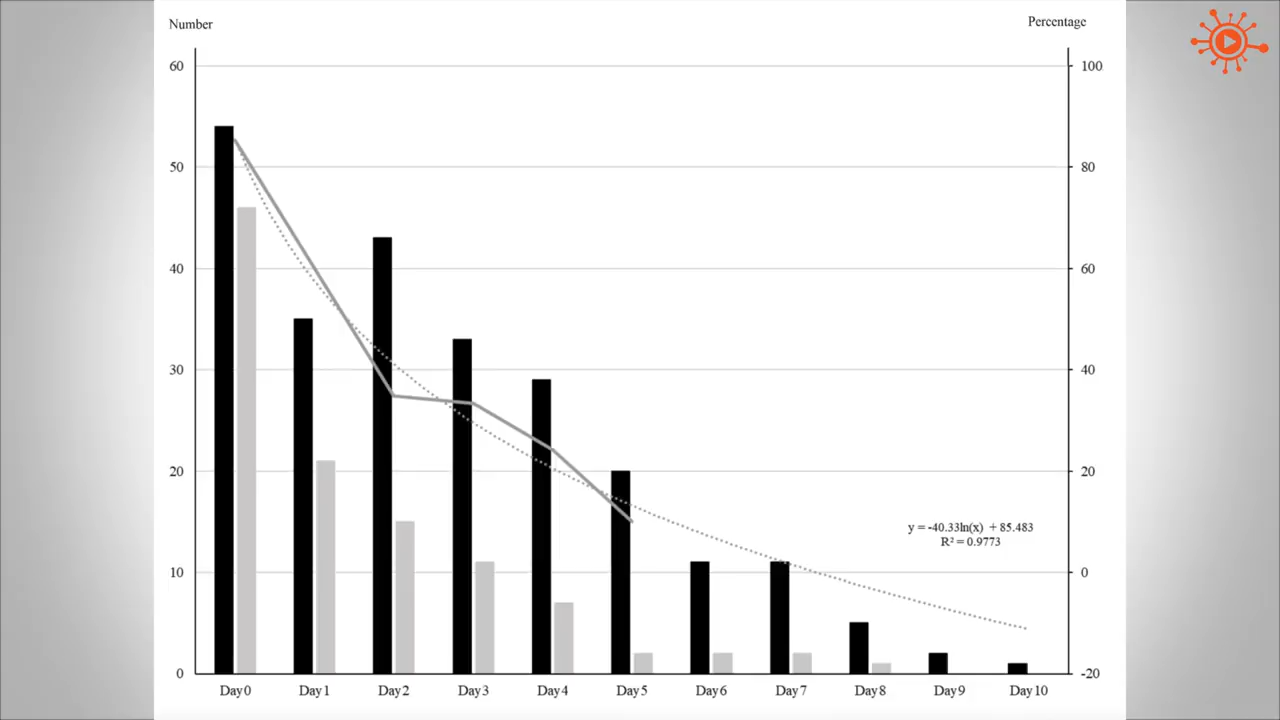 Number
Percentage
60
50
40
30
20
10
0
100
80
60
40
20
0
-20
y = -40.33ln(x) + 85.483
R² = 0.9773
Day0 Day1 Day2 Day3 Day4 Day5 Day6 Day7 Day8 Day9 Day10